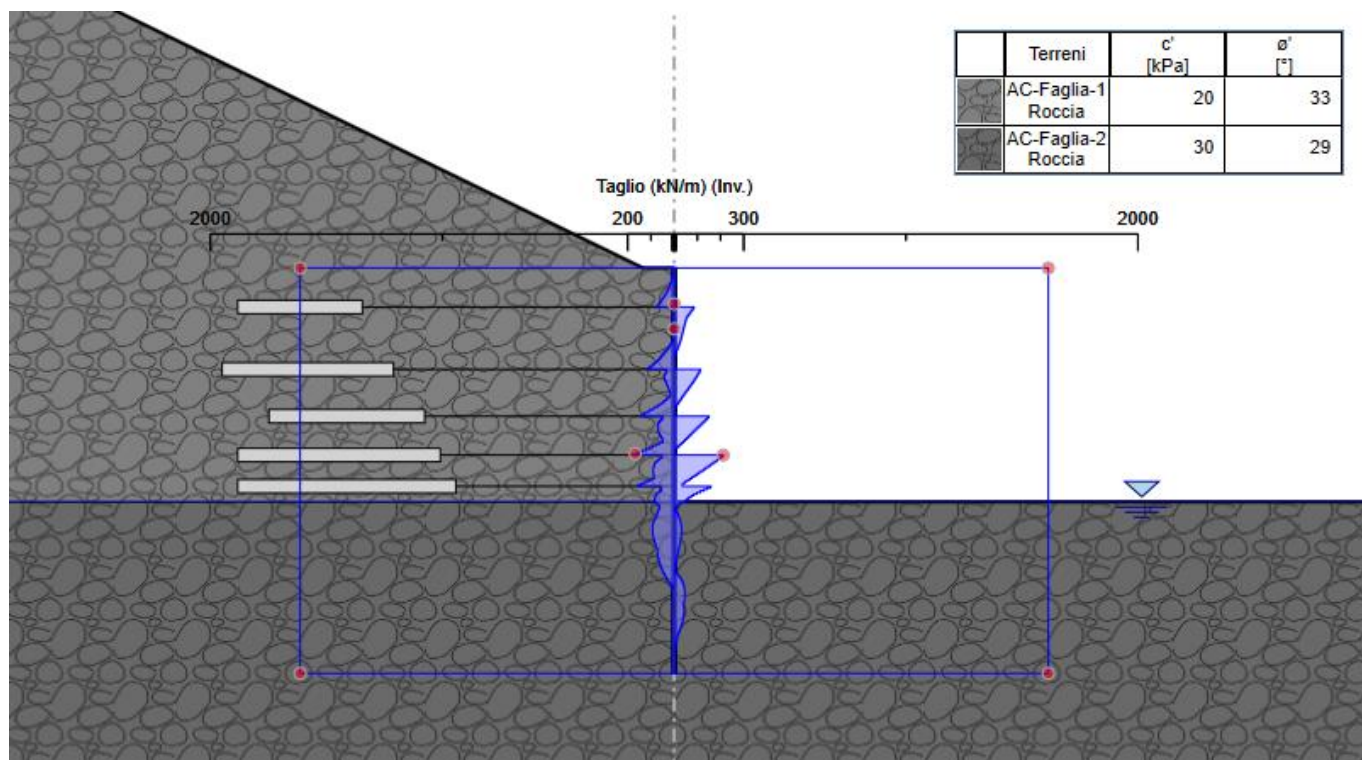 Terreni c' ø'
[kPa] [°]
AC-Faglia-1
Roccia 20 33
AC-Faglia-2
Roccia 30 29
Taglio (kN/m) (Inv.)
2000 200 300 2000